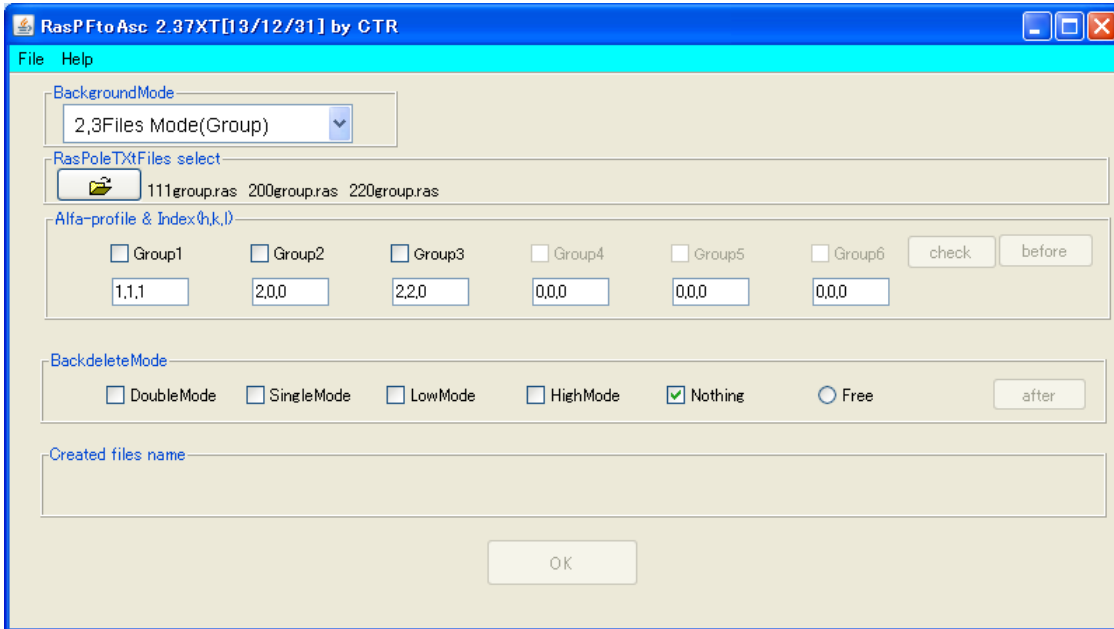 RasPFtoAsc 2.37XT[13/12/31] by CTR
File Help
BackgroundMode
2,3Files Mode(Group)
RasPoleTXtFiles select
111group.ras 200group.ras 220group.ras
Alfa-profile & Index(h,k,l)
Group1 Group2 Group3 Group4 Group5 Group6 check before
1,1,1 2,0,0 2,2,0 0,0,0 0,0,0 0,0,0
BackdeleteMode
DoubleMode SingleMode LowMode HighMode Nothing Free after
Created files name
OK